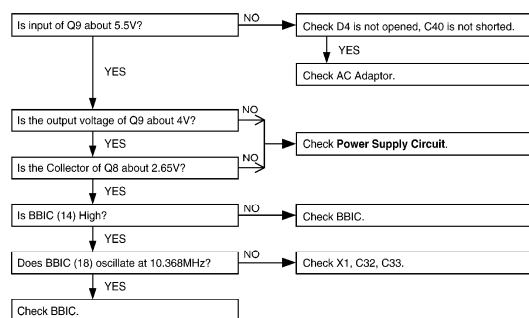 Is input of Q9 about 5.5V?
NO
Check D4 is not opened, C40 is not shorted.
YES
YES
Check AC Adaptor.
Is the output voltage of Q9 about 4V?
NO
YES
Check Power Supply Circuit.
Is the Collector of Q8 about 2.65V?
NO
YES
Is BBIC (14) High?
NO
Check BBIC.
YES
Does BBIC (18) oscillate at 10.368MHz?
NO
Check X1, C32, C33.
YES
Check BBIC.